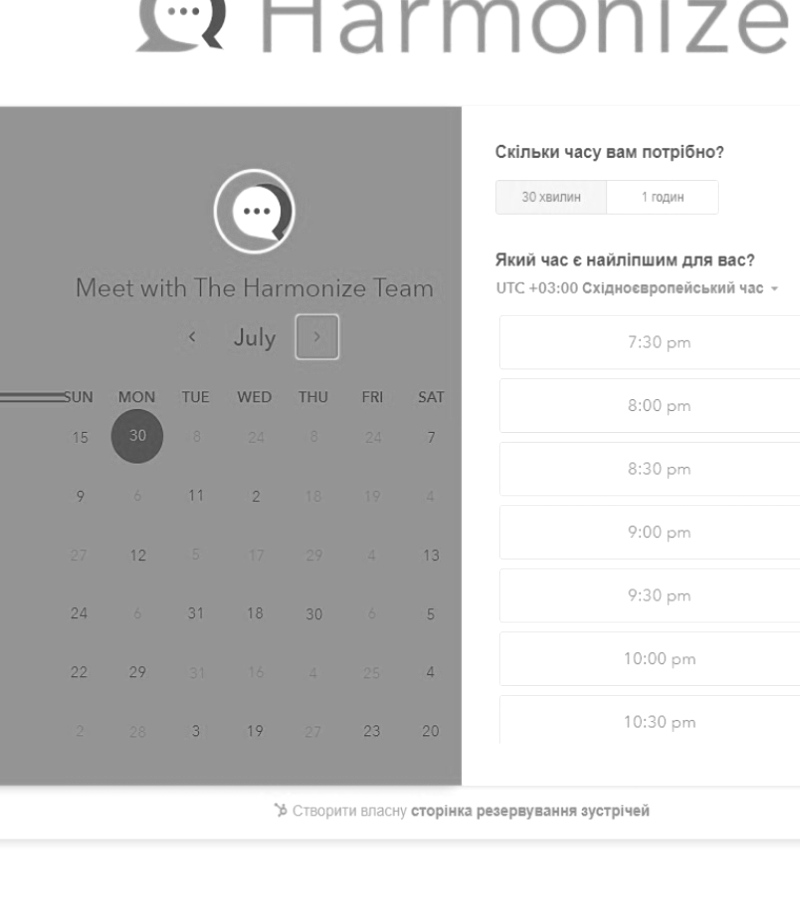 Harmonize
Meet with The Harmonize Team
July
SUN MON TUE WED THU FRI SAT
15 30 8 24 8 24 7
9 6 11 2 18 19 4
27 12 5 17 29 4 13
24 6 31 18 30 6 5
22 29 31 16 4 25 4
2 28 3 19 27 23 20
Скільки часу вам потрібно?
30 хвилин 1 годин
Який час є найліпшим для вас?
UTC +03:00 Східноєвропейський час
7:30 pm
8:00 pm
8:30 pm
9:00 pm
9:30 pm
10:00 pm
10:30 pm
Створити власну сторінка резервування зустрічей